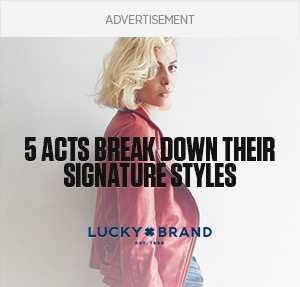 ADVERTISEMENT
5 ACTS BREAK DOWN THEIR
SIGNATURE STYLES
LUCKY BRAND
EST. 1990